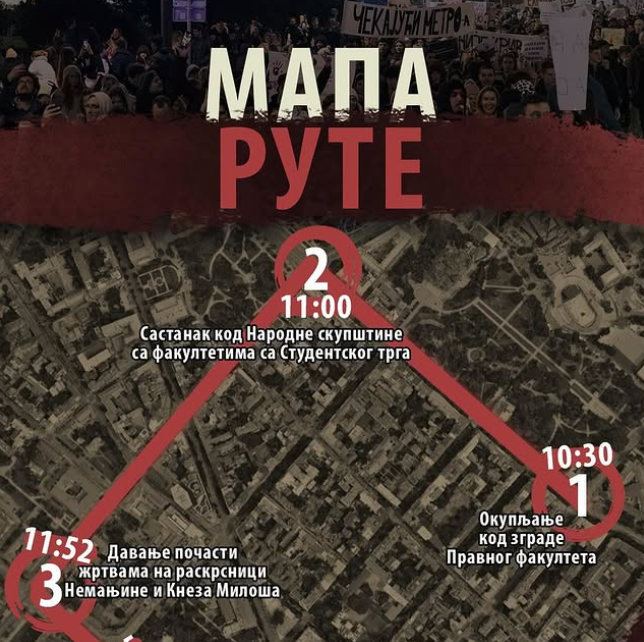 ЧЕКАЈУЋИ МЕТРО
МАПА
РУТЕ
2
11:00
Састанак код Народне скупштине
са факултетима са Студентског трга
10:30
1
Окупљање
код зграде
Правног факултета
11:52
3
Давање почасти
жртвама на раскрсници
Немањине и Кнеза Милоша